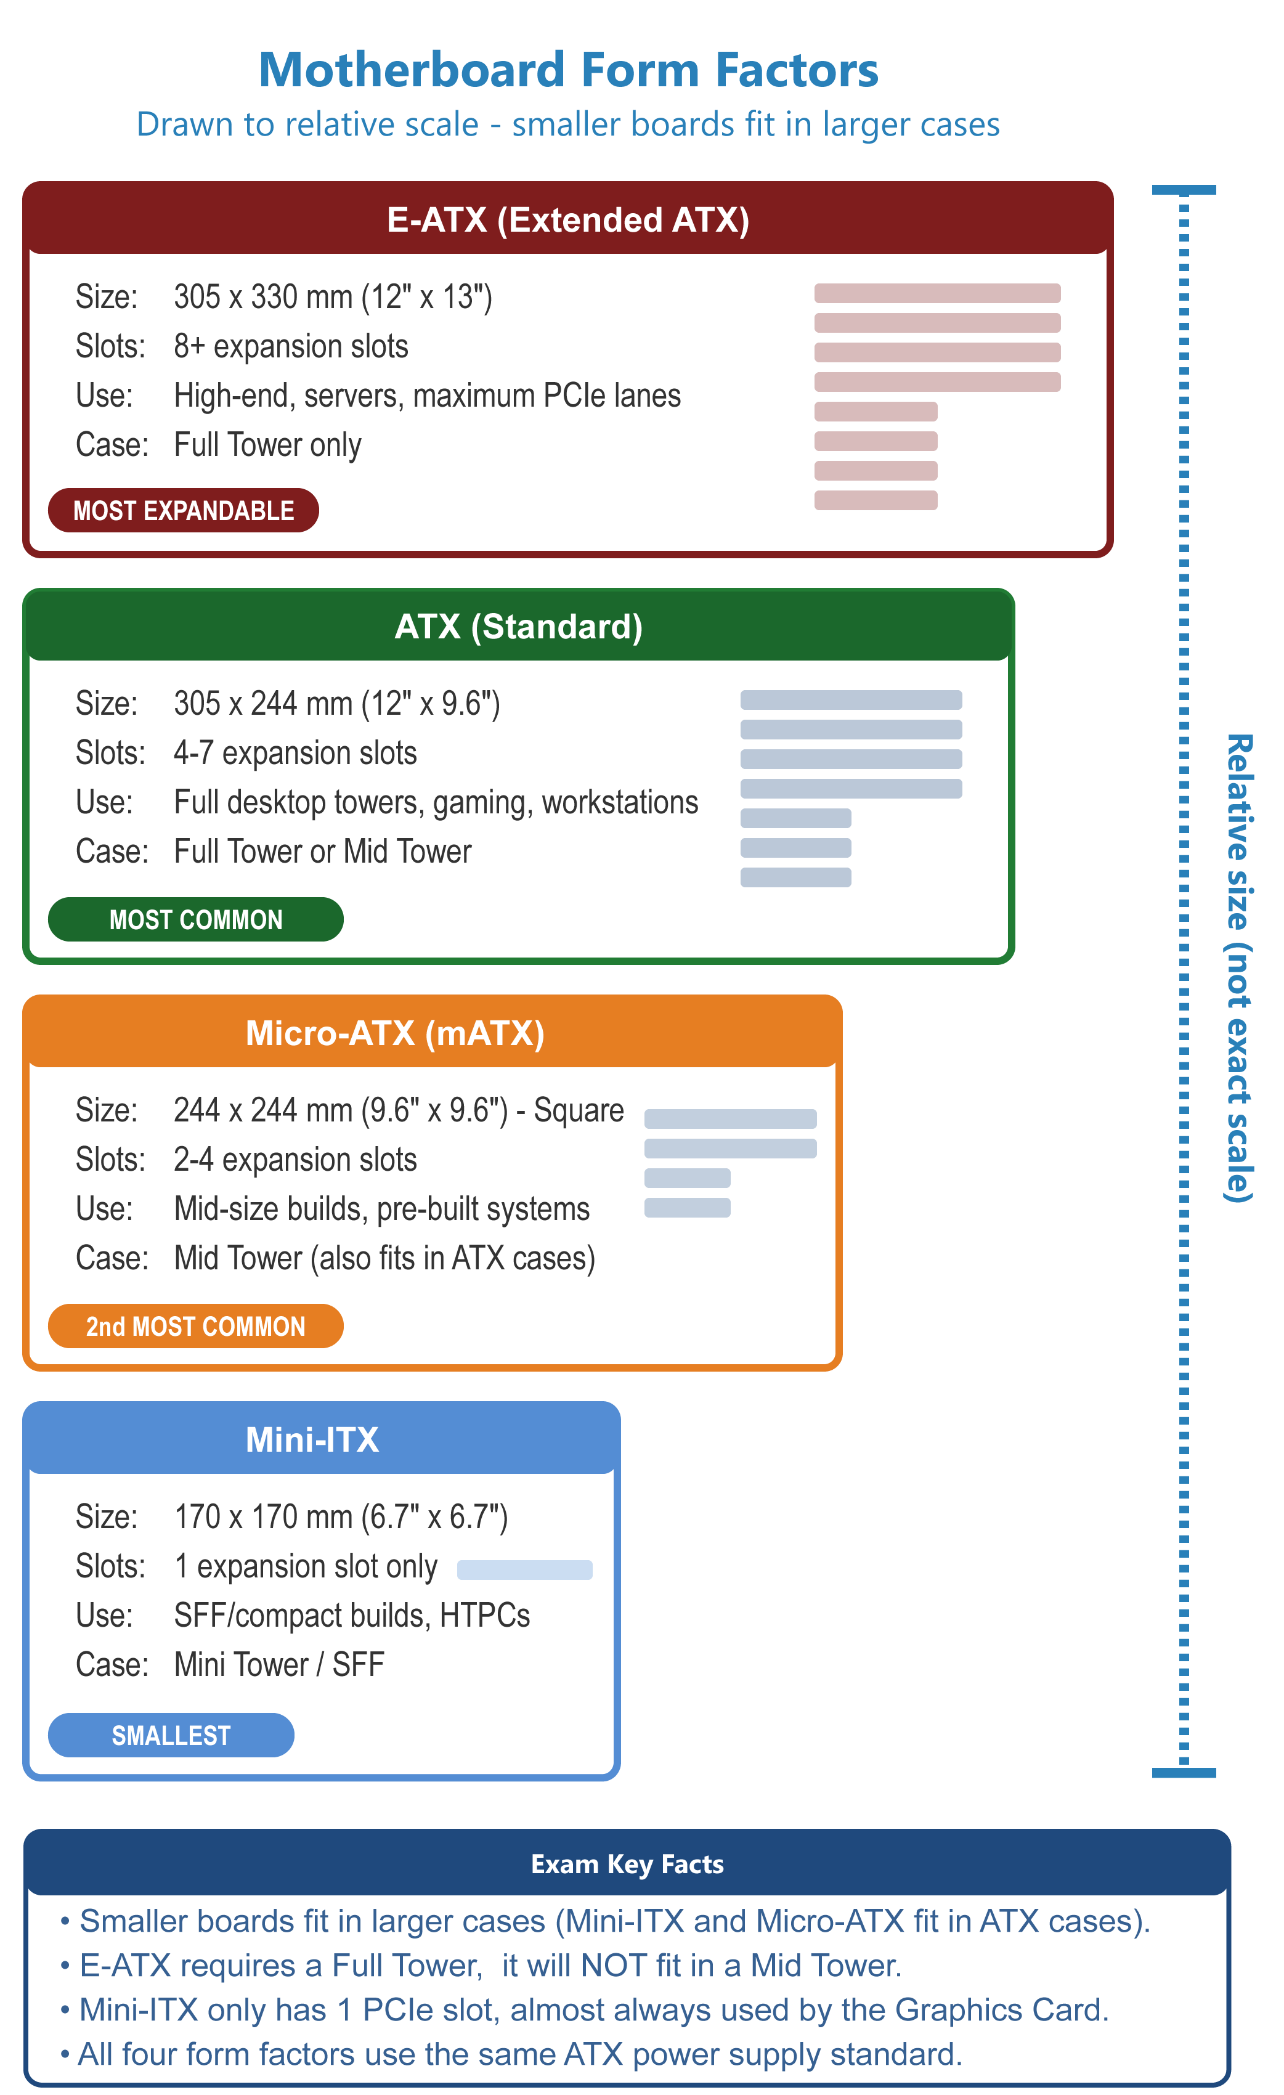 Motherboard Form Factors
Drawn to relative scale - smaller boards fit in larger cases
E-ATX (Extended ATX)
Size: 305 x 330 mm (12" x 13")
Slots: 8+ expansion slots
Use: High-end, servers, maximum PCIe lanes
Case: Full Tower only
MOST EXPANDABLE
ATX (Standard)
Size: 305 x 244 mm (12" x 9.6")
Slots: 4-7 expansion slots
Use: Full desktop towers, gaming, workstations
Case: Full Tower or Mid Tower
MOST COMMON
Micro-ATX (mATX)
Size: 244 x 244 mm (9.6" x 9.6") - Square
Slots: 2-4 expansion slots
Use: Mid-size builds, pre-built systems
Case: Mid Tower (also fits in ATX cases)
2nd MOST COMMON
Mini-ITX
Size: 170 x 170 mm (6.7" x 6.7")
Slots: 1 expansion slot only
Use: SFF/compact builds, HTPCs
Case: Mini Tower / SFF
SMALLEST
Relative size (not exact scale)
Exam Key Facts
• Smaller boards fit in larger cases (Mini-ITX and Micro-ATX fit in ATX cases).
• E-ATX requires a Full Tower,  it will NOT fit in a Mid Tower.
• Mini-ITX only has 1 PCIe slot, almost always used by the Graphics Card.
• All four form factors use the same ATX power supply standard.